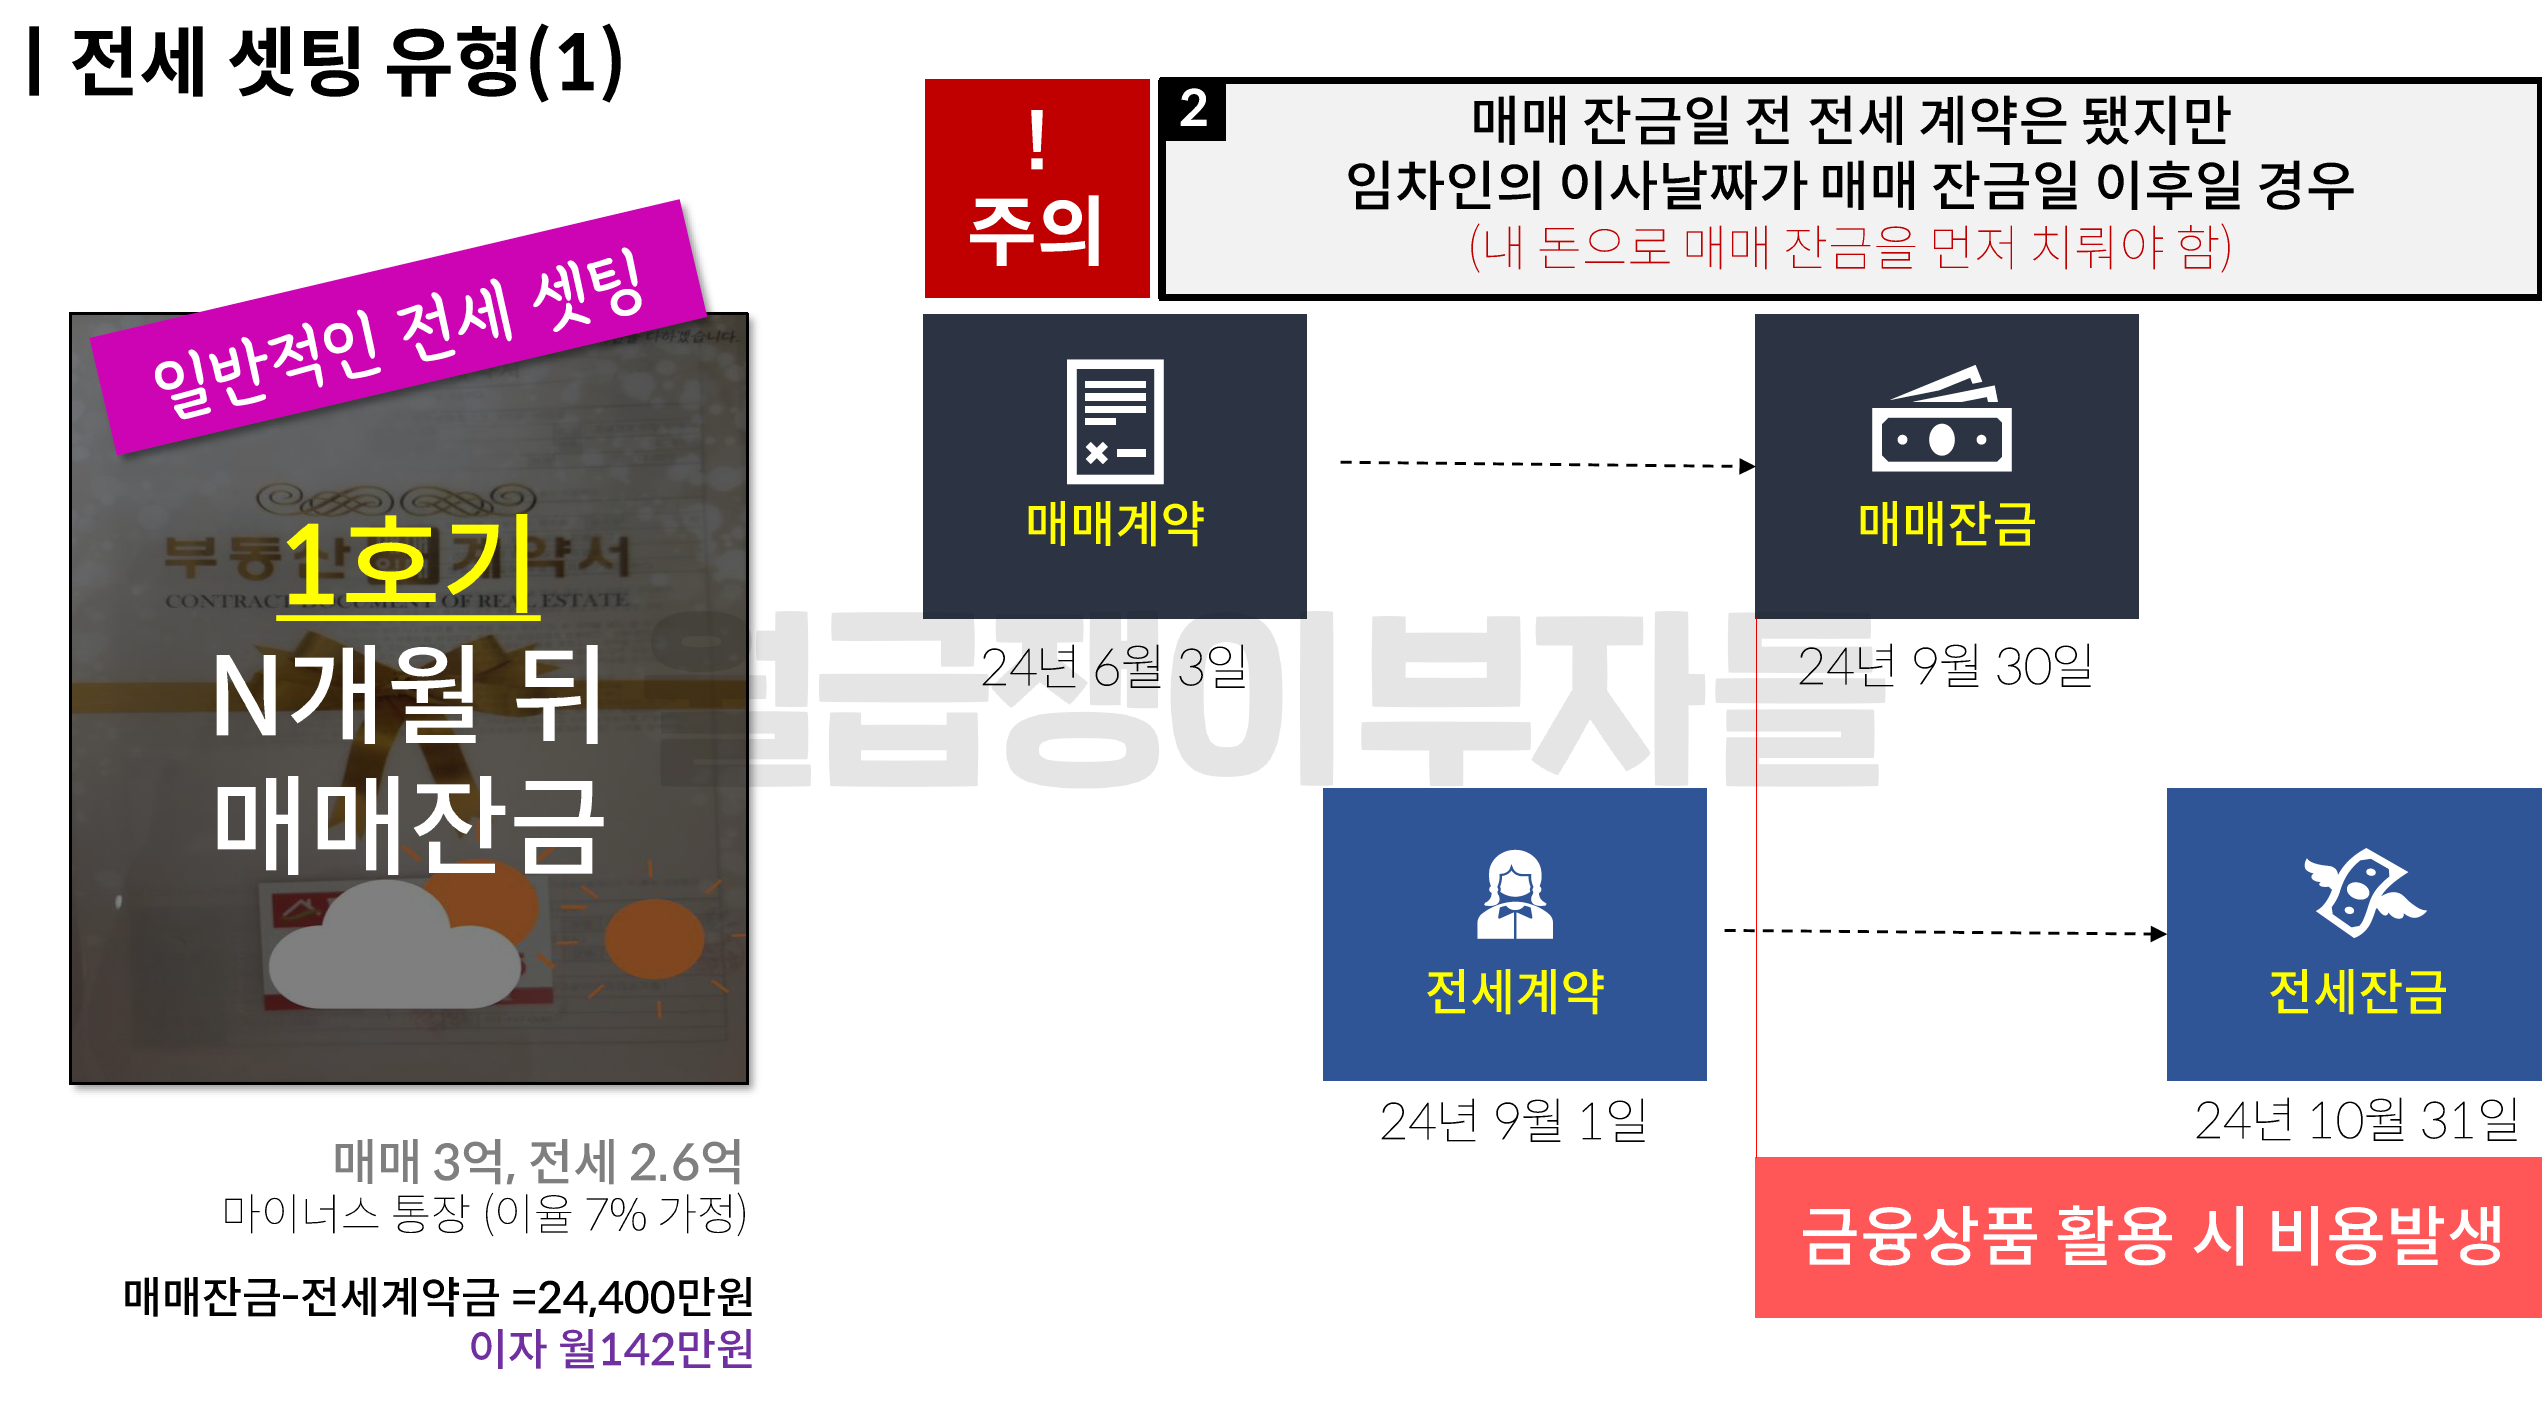 | 전세 셋팅 유형(1)
!
주의
2
매매 잔금일 전 전세 계약은 됐지만
임차인의 이사날짜가 매매 잔금일 이후일 경우
(내 돈으로 매매 잔금을 먼저 치뤄야 함)
일반적인 전세 셋팅
다하겠습니다.
부동산
계약서
CONTRACT DOCUMENT OF REAL ESTATE
1호기
N개월 뒤
매매잔금
매매계약
매매잔금
24년 6월 3일
24년 9월 30일
월급쟁이부자들
전세계약
전세잔금
24년 9월 1일
24년 10월 31일
금융상품 활용 시 비용발생
매매 3억, 전세 2.6억
마이너스 통장 (이율 7% 가정)
매매잔금-전세계약금 =24,400만원
이자 월142만원